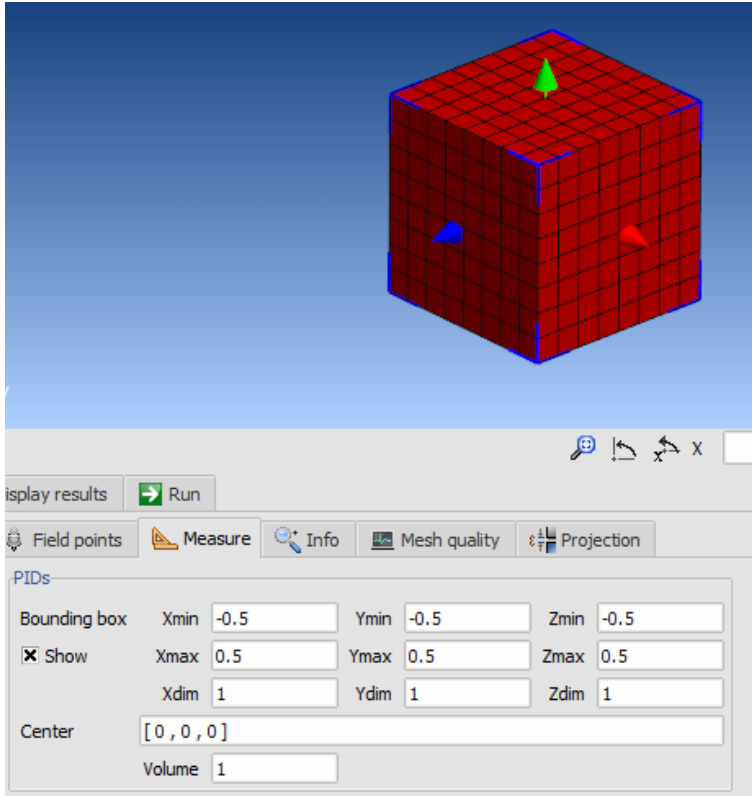 X
isplay results Run
Field points Measure Info Mesh quality Projection
PIDs
Bounding box Xmin -0.5 Ymin -0.5 Zmin -0.5
Show Xmax 0.5 Ymax 0.5 Zmax 0.5
Xdim 1 Ydim 1 Zdim 1
Center [0,0,0]
Volume 1